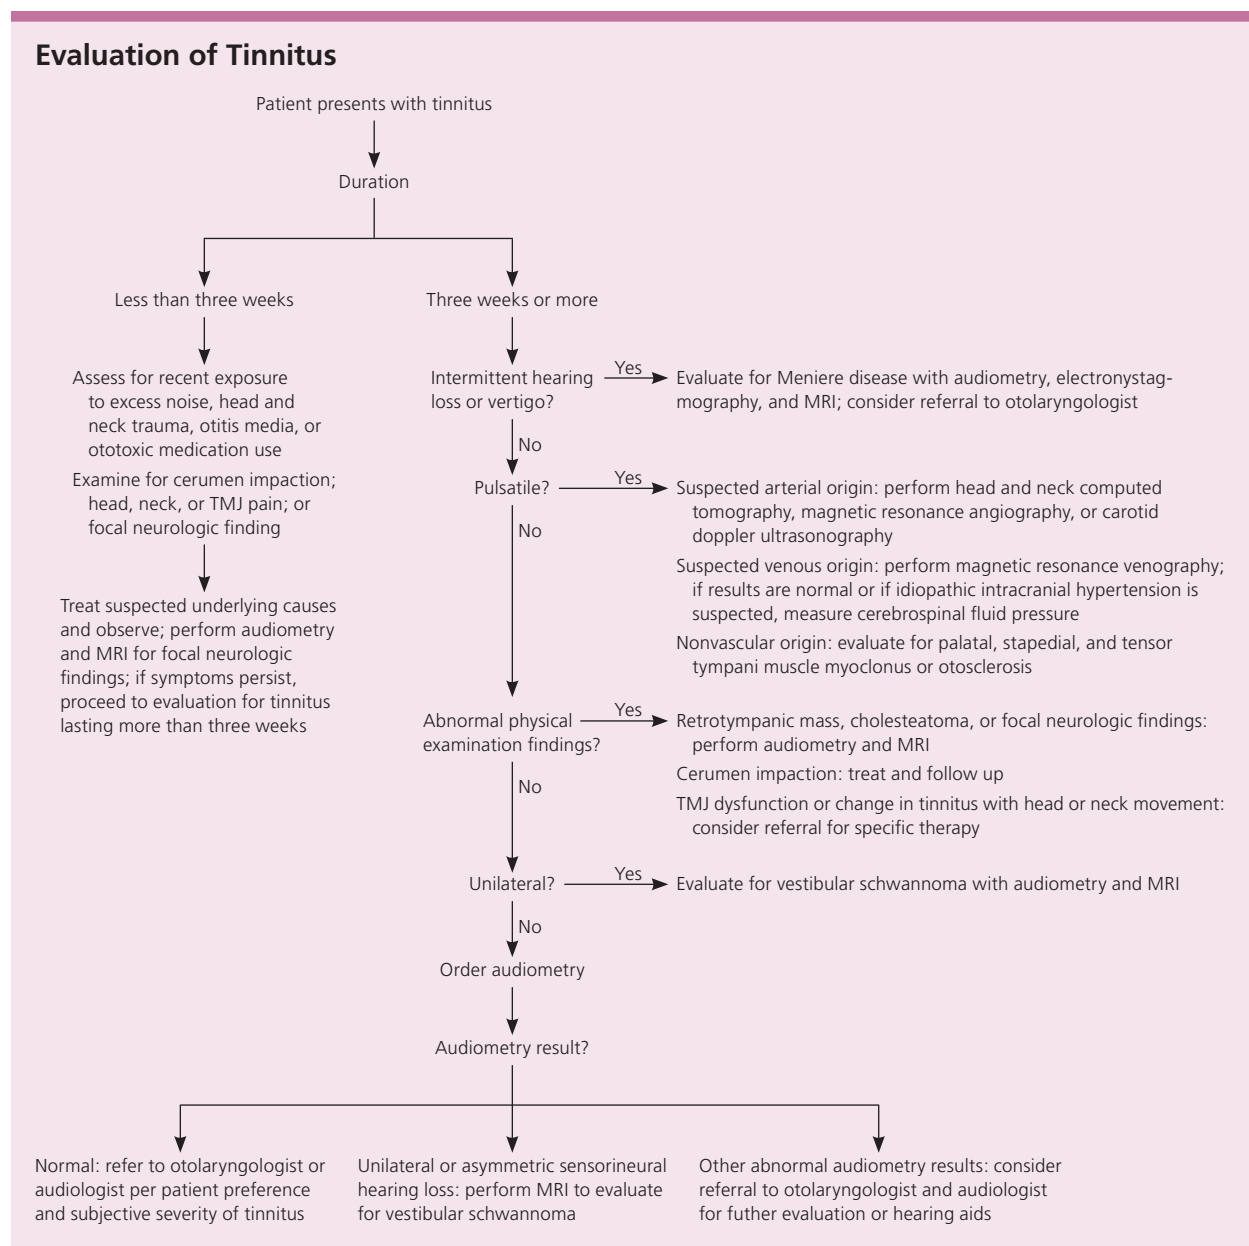 Evaluation of Tinnitus
Patient presents with tinnitus
Duration
Less than three weeks
Three weeks or more
Assess for recent exposure
to excess noise, head and
neck trauma, otitis media, or
ototoxic medication use
Examine for cerumen impaction;
head, neck, or TMJ pain; or
focal neurologic finding
Treat suspected underlying causes
and observe; perform audiometry
and MRI for focal neurologic
findings; if symptoms persist,
proceed to evaluation for tinnitus
lasting more than three weeks
Intermittent hearing
loss or vertigo?
Yes
Evaluate for Meniere disease with audiometry, electronystag-
mography, and MRI; consider referral to otolaryngologist
No
Pulsatile?
Yes
Suspected arterial origin: perform head and neck computed
tomography, magnetic resonance angiography, or carotid
doppler ultrasonography
Suspected venous origin: perform magnetic resonance venography;
if results are normal or if idiopathic intracranial hypertension is
suspected, measure cerebrospinal fluid pressure
Nonvascular origin: evaluate for palatal, stapedial, and tensor
tympani muscle myoclonus or otosclerosis
No
Abnormal physical
examination findings?
Yes
Retrotympanic mass, cholesteatoma, or focal neurologic findings:
perform audiometry and MRI
Cerumen impaction: treat and follow up
TMJ dysfunction or change in tinnitus with head or neck movement:
consider referral for specific therapy
No
Unilateral?
Yes
Evaluate for vestibular schwannoma with audiometry and MRI
No
Order audiometry
Audiometry result?
Normal: refer to otolaryngologist or
audiologist per patient preference
and subjective severity of tinnitus
Unilateral or asymmetric sensorineural
hearing loss: perform MRI to evaluate
for vestibular schwannoma
Other abnormal audiometry results: consider
referral to otolaryngologist and audiologist
for futher evaluation or hearing aids